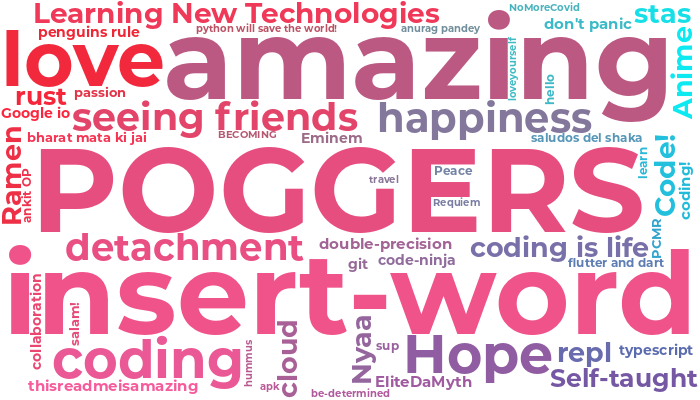 Learning New Technologies
NoMoreCovid
don't panic
stas
penguins rule
python will save the world!
anurag pandey
love
amazing
loveyourself
hello
Anime
rust
passion
Google io
seeing friends
happiness
bharat mata ki jai
BECOMING
Eminem
saludos del shaka
Ramen
ankit OP
POGGERS
travel
Peace
Requiem
learn
Code!
coding!
PCMR
detachment
double-precision
git
code-ninja
coding is life
flutter and dart
insert-word
collaboration
salam!
coding
hummus
cloud
apk
Nyaa
sup
Hope
repl
typescript
thisreadmeisamazing
EliteDaMyth
be-determined
Self-taught